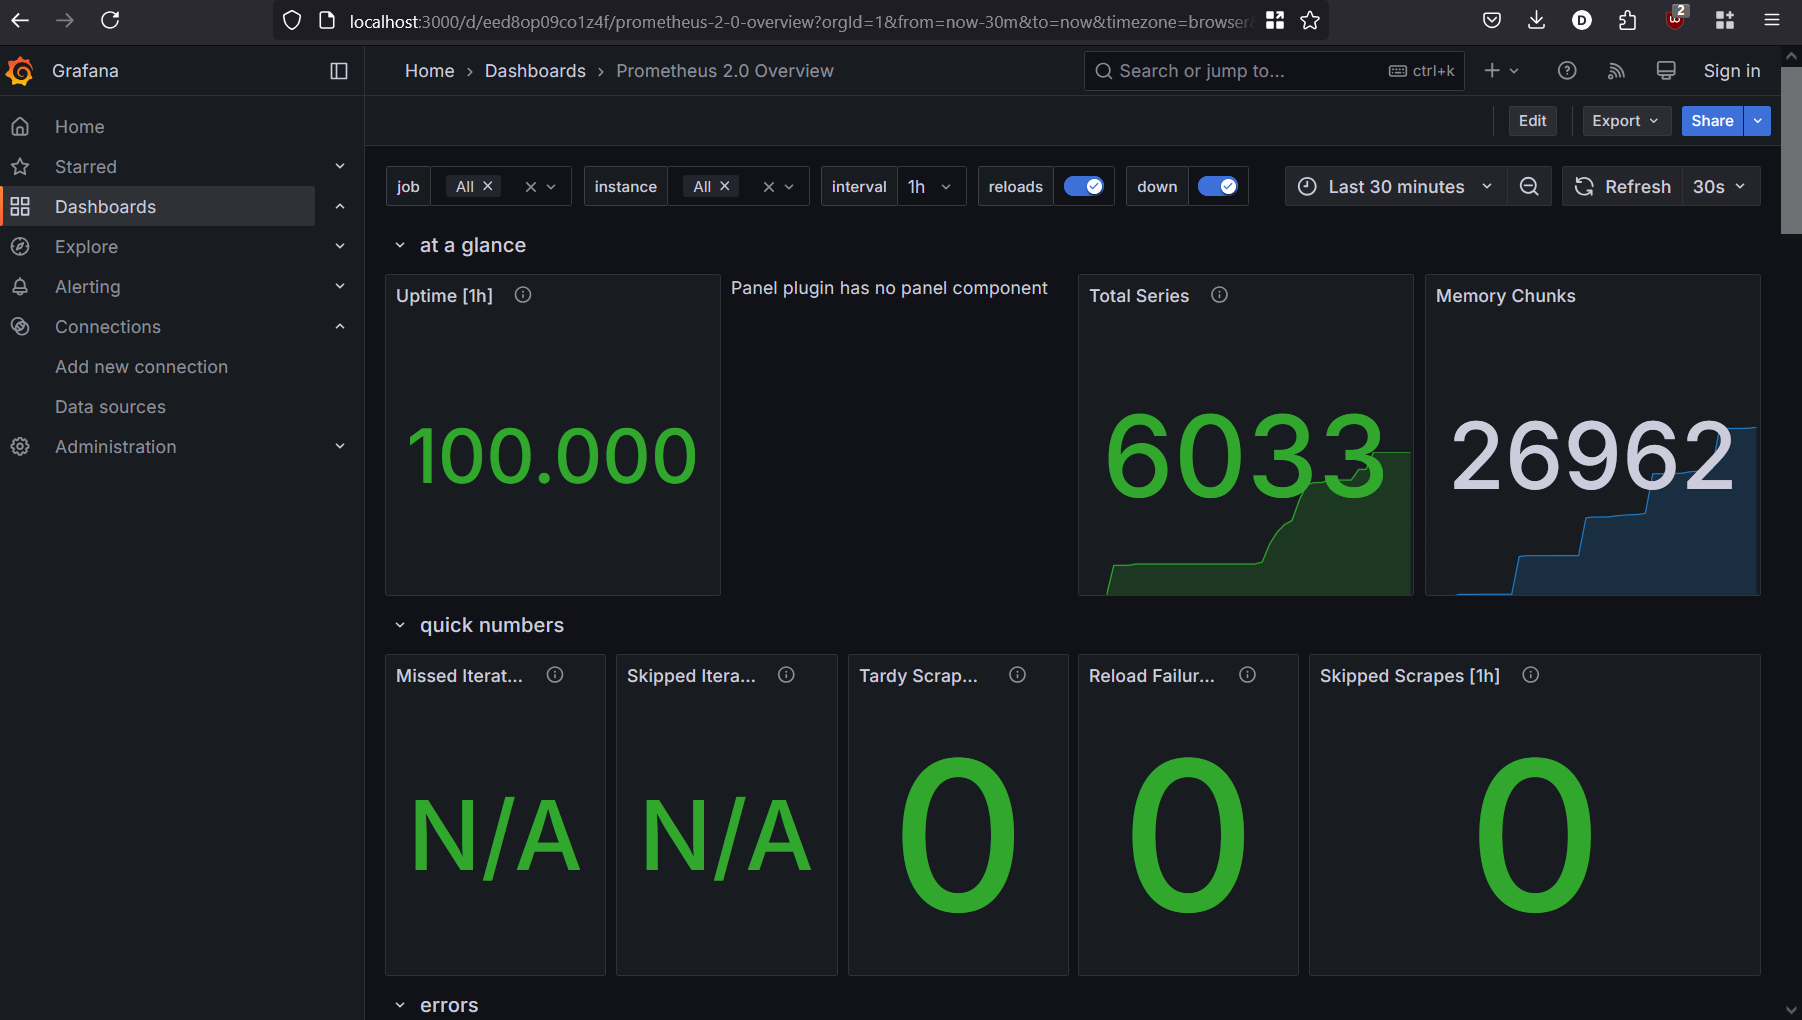 localhost:3000/d/eed8op09co1z4f/prometheus-2-0-overview?orgId=1&from=now-30m&to=now&timezone=browser&
2
Grafana
Home › Dashboards › Prometheus 2.0 Overview
Search or jump to...
ctrl+k
Sign in
Home
Starred
Dashboards
Explore
Alerting
Connections
Add new connection
Data sources
Administration
Edit
Export
Share
job
All
instance
All
interval
1h
reloads
down
Last 30 minutes
Refresh
30s
at a glance
Uptime [1h]
100.000
Panel plugin has no panel component
Total Series
6033
Memory Chunks
26962
quick numbers
Missed Iterat...
N/A
Skipped Itera...
N/A
Tardy Scrap...
0
Reload Failur...
0
Skipped Scrapes [1h]
0
errors